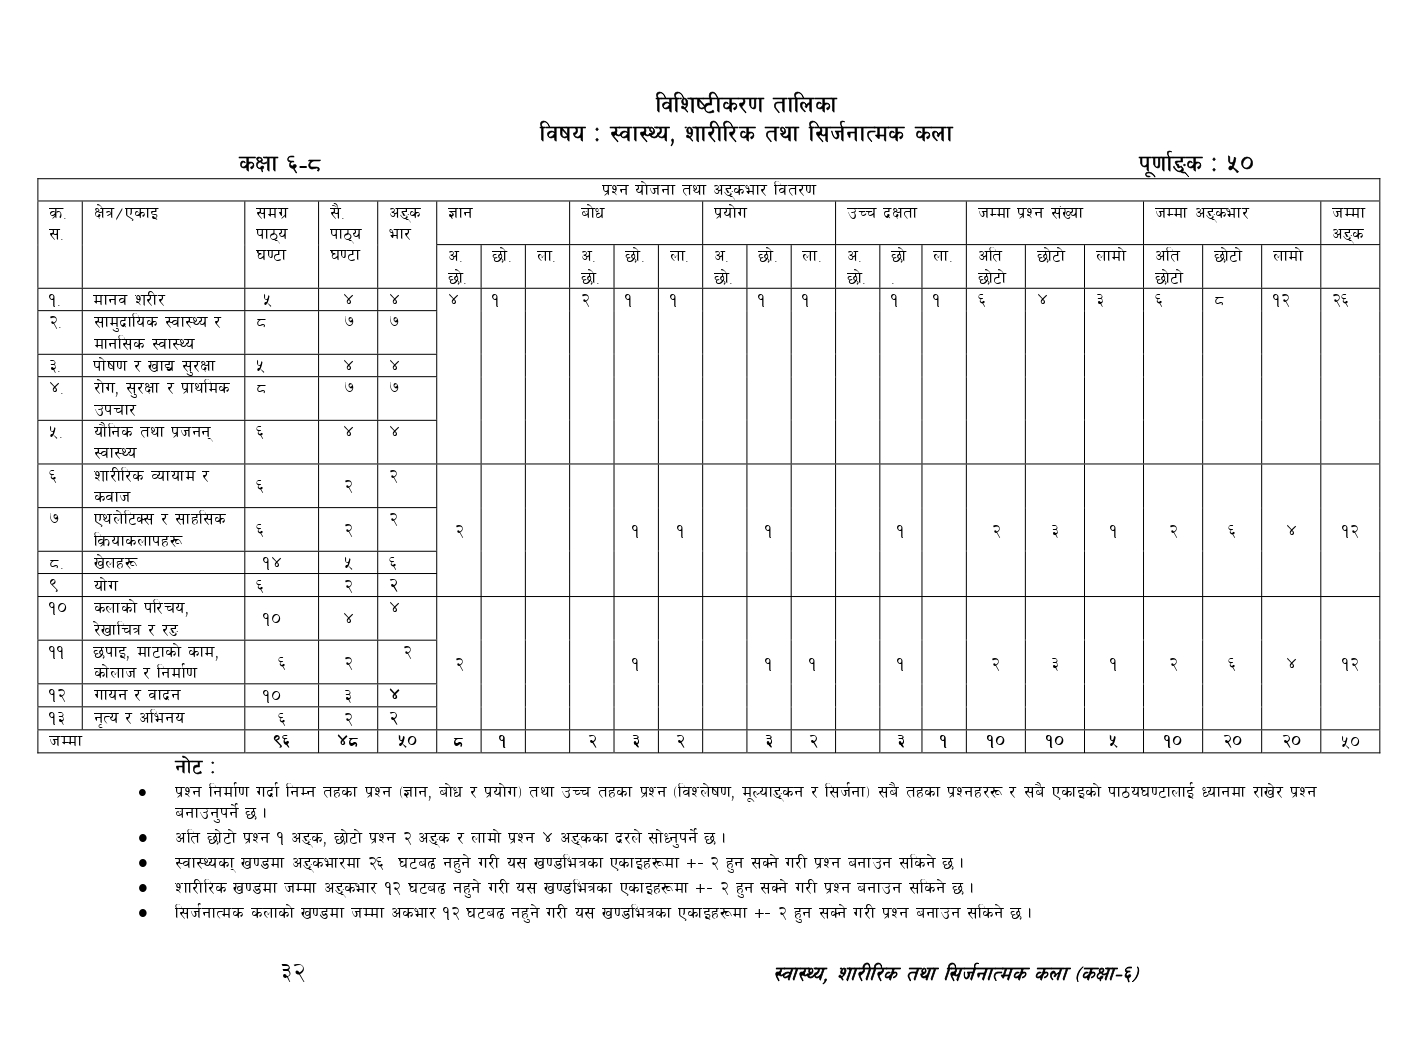 विशिष्टीकरण तालिका
विषय : स्वास्थ्य, शारीरिक तथा सिर्जनात्मक कला
कक्षा ६-८ पूर्णाङ्क : ५०
प्रश्न योजना तथा अङ्कभार वितरण
क्र. क्षेत्र/एकाइ समग्र सै. अङ्क ज्ञान बोध प्रयोग उच्च दक्षता जम्मा प्रश्न संख्या जम्मा अङ्कभार जम्मा
स. पाठ्य पाठ्य भार अङ्क
घण्टा घण्टा अ. छो. ला. अ. छो. ला. अ. छो. ला. अ. छो ला. अति छोटो लामो अति छोटो लामो
छो. छो. छो. छो. . छोटो छोटो
१. मानव शरीर ५ ४ ४ ४ १ २ १ १ १ १ १ १ ६ ४ ३ ६ ८ १२ २६
२. सामुदायिक स्वास्थ्य र ८ ७ ७
मानसिक स्वास्थ्य
३. पोषण र खाद्य सुरक्षा ५ ४ ४
४. रोग, सुरक्षा र प्राथमिक ८ ७ ७
उपचार
५. यौनिक तथा प्रजनन् ६ ४ ४
स्वास्थ्य
६ शारीरिक व्यायाम र ६ २ २
कवाज
७ एथलेटिक्स र साहसिक ६ २ २ २ १ १ १ १ २ ३ १ २ ६ ४ १२
क्रियाकलापहरू
८. खेलहरू १४ ५ ६
९ योग ६ २ २
१० कलाको परिचय, १० ४ ४
रेखाचित्र र रङ
११ छपाइ, माटाको काम, ६ २ २ २ १ १ १ १ २ ३ १ २ ६ ४ १२
कोलाज र निर्माण
१२ गायन र वादन १० ३ ४
१३ नृत्य र अभिनय ६ २ २
जम्मा ९६ ४८ ५० ८ १ २ ३ २ ३ २ ३ १ १० १० ५ १० २० २० ५०
नोट :
• प्रश्न निर्माण गर्दा निम्न तहका प्रश्न (ज्ञान, बोध र प्रयोग) तथा उच्च तहका प्रश्न (विश्लेषण, मूल्याङ्कन र सिर्जना) सबै तहका प्रश्नहररू र सबै एकाइको पाठयघण्टालाई ध्यानमा राखेर प्रश्न
बनाउनुपर्ने छ ।
• अति छोटो प्रश्न १ अङ्क, छोटो प्रश्न २ अङ्क र लामो प्रश्न ४ अङ्कका दरले सोध्नुपर्ने छ ।
• स्वास्थ्यका् खण्डमा अङ्कभारमा २६ घटबढ नहुने गरी यस खण्डभित्रका एकाइहरूमा +- २ हुन सक्ने गरी प्रश्न बनाउन सकिने छ ।
• शारीरिक खण्डमा जम्मा अङ्कभार १२ घटबढ नहुने गरी यस खण्डभित्रका एकाइहरूमा +- २ हुन सक्ने गरी प्रश्न बनाउन सकिने छ ।
• सिर्जनात्मक कलाको खण्डमा जम्मा अकभार १२ घटबढ नहुने गरी यस खण्डभित्रका एकाइहरूमा +- २ हुन सक्ने गरी प्रश्न बनाउन सकिने छ ।
३२ स्वास्थ्य, शारीरिक तथा सिर्जनात्मक कला (कक्षा-६)